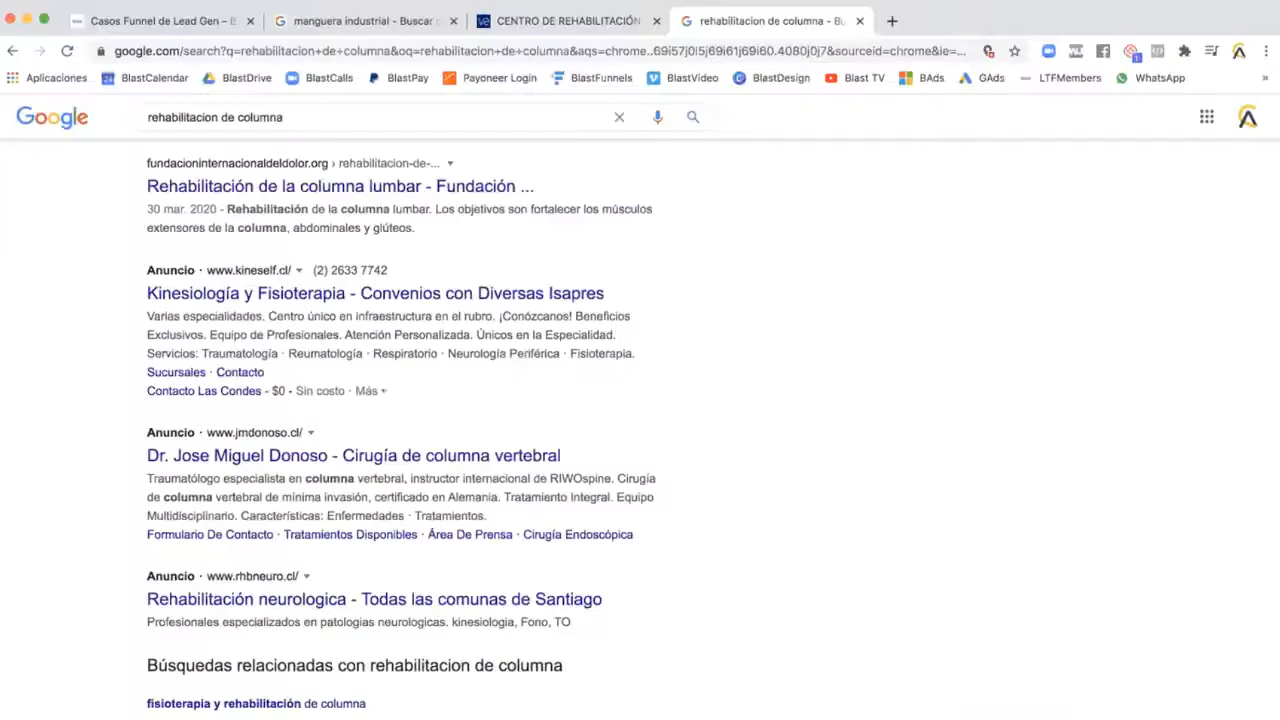 Casos Funnel de Lead Gen – B
manguera industrial - Buscar
CENTRO DE REHABILITACIÓN
rehabilitacion de columna - Bu
google.com/search?q=rehabilitacion+de+columna&oq=rehabilitacion+de+columna&aqs=chrome..69i57j0l5j69i61j69i60.4080j0j7&sourceid=chrome&ie=...
Aplicaciones BlastCalendar BlastDrive BlastCalls BlastPay Payoneer Login BlastFunnels BlastVideo BlastDesign Blast TV BAds GAds LTFMembers WhatsApp »
Google
rehabilitacion de columna
fundacioninternacionaldeldolor.org › rehabilitacion-de-...
Rehabilitación de la columna lumbar - Fundación ...
30 mar. 2020 - Rehabilitación de la columna lumbar. Los objetivos son fortalecer los músculos
extensores de la columna, abdominales y glúteos.
Anuncio · www.kineself.cl/ (2) 2633 7742
Kinesiología y Fisioterapia - Convenios con Diversas Isapres
Varias especialidades. Centro único en infraestructura en el rubro. ¡Conózcanos! Beneficios
Exclusivos. Equipo de Profesionales. Atención Personalizada. Únicos en la Especialidad.
Servicios: Traumatología · Reumatología · Respiratorio · Neurología Periférica · Fisioterapia.
Sucursales · Contacto
Contacto Las Condes - $0 - Sin costo · Más
Anuncio · www.jmdonoso.cl/
Dr. Jose Miguel Donoso - Cirugía de columna vertebral
Traumatólogo especialista en columna vertebral, instructor internacional de RIWOspine. Cirugía
de columna vertebral de mínima invasión, certificado en Alemania. Tratamiento Integral. Equipo
Multidisciplinario. Características: Enfermedades · Tratamientos.
Formulario De Contacto · Tratamientos Disponibles · Área De Prensa · Cirugía Endoscópica
Anuncio · www.rhbneuro.cl/
Rehabilitación neurologica - Todas las comunas de Santiago
Profesionales especializados en patologias neurologicas. kinesiologia, Fono, TO
Búsquedas relacionadas con rehabilitacion de columna
fisioterapia y rehabilitación de columna